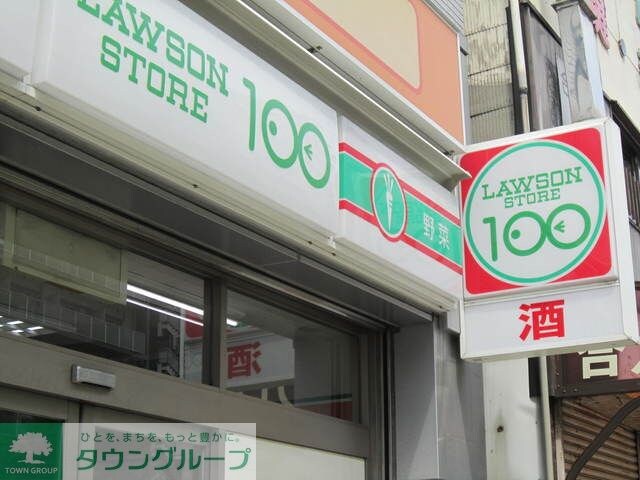 LAWSON
STORE
100
野菜
LAWSON
STORE
100
酒
酒
TOWN GROUP
ひとを、まちを、もっと豊かに。
タウングループ